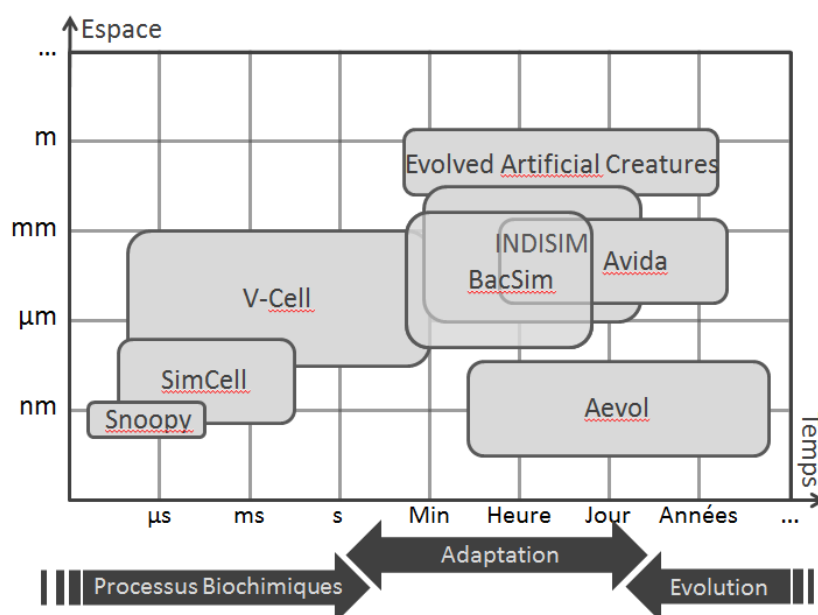 Espace
...
m
mm
µm
nm
Evolved Artificial Creatures
INDISIM
Avida
BacSim
V-Cell
SimCell
Snoopy
Aevol
Temps
µs
ms
s
Min
Heure
Jour
Années
...
Adaptation
Processus Biochimiques
Evolution